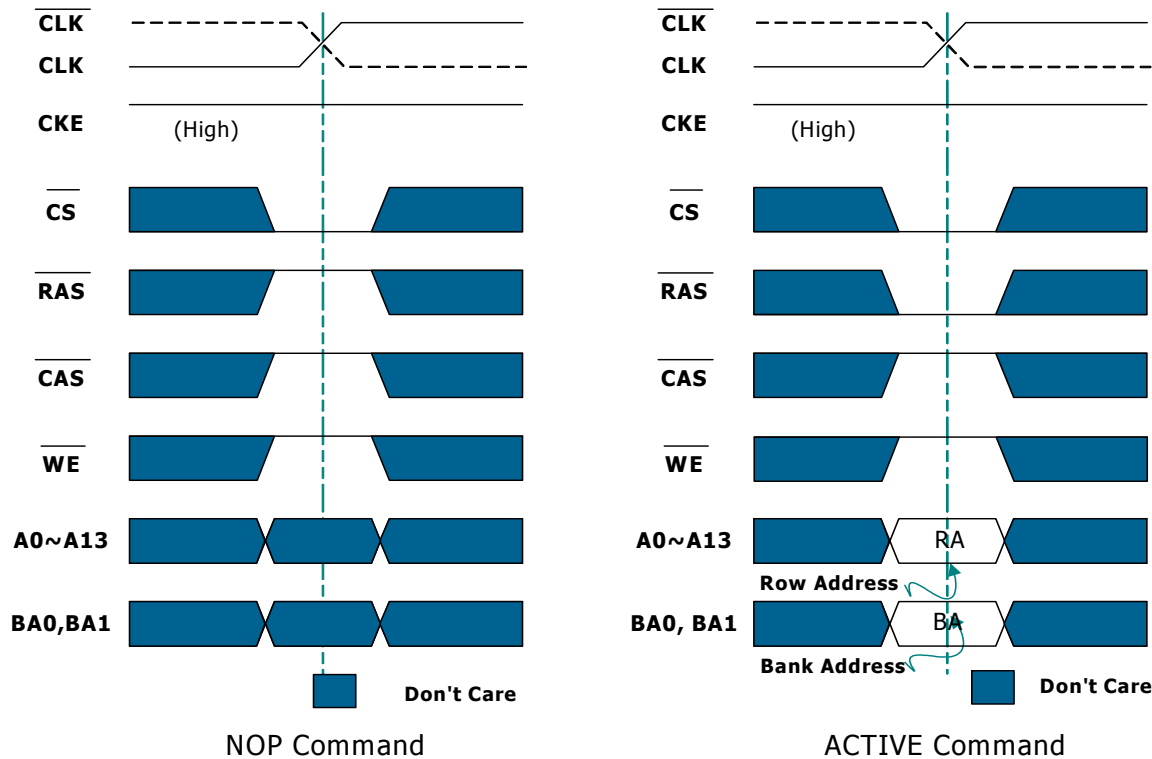 CLK
CLK
CKE
(High)
CS
RAS
CAS
WE
A0~A13
BA0,BA1
Don't Care
NOP Command
CLK
CLK
CKE
(High)
CS
RAS
CAS
WE
A0~A13
RA
Row Address
BA0, BA1
BA
Bank Address
Don't Care
ACTIVE Command